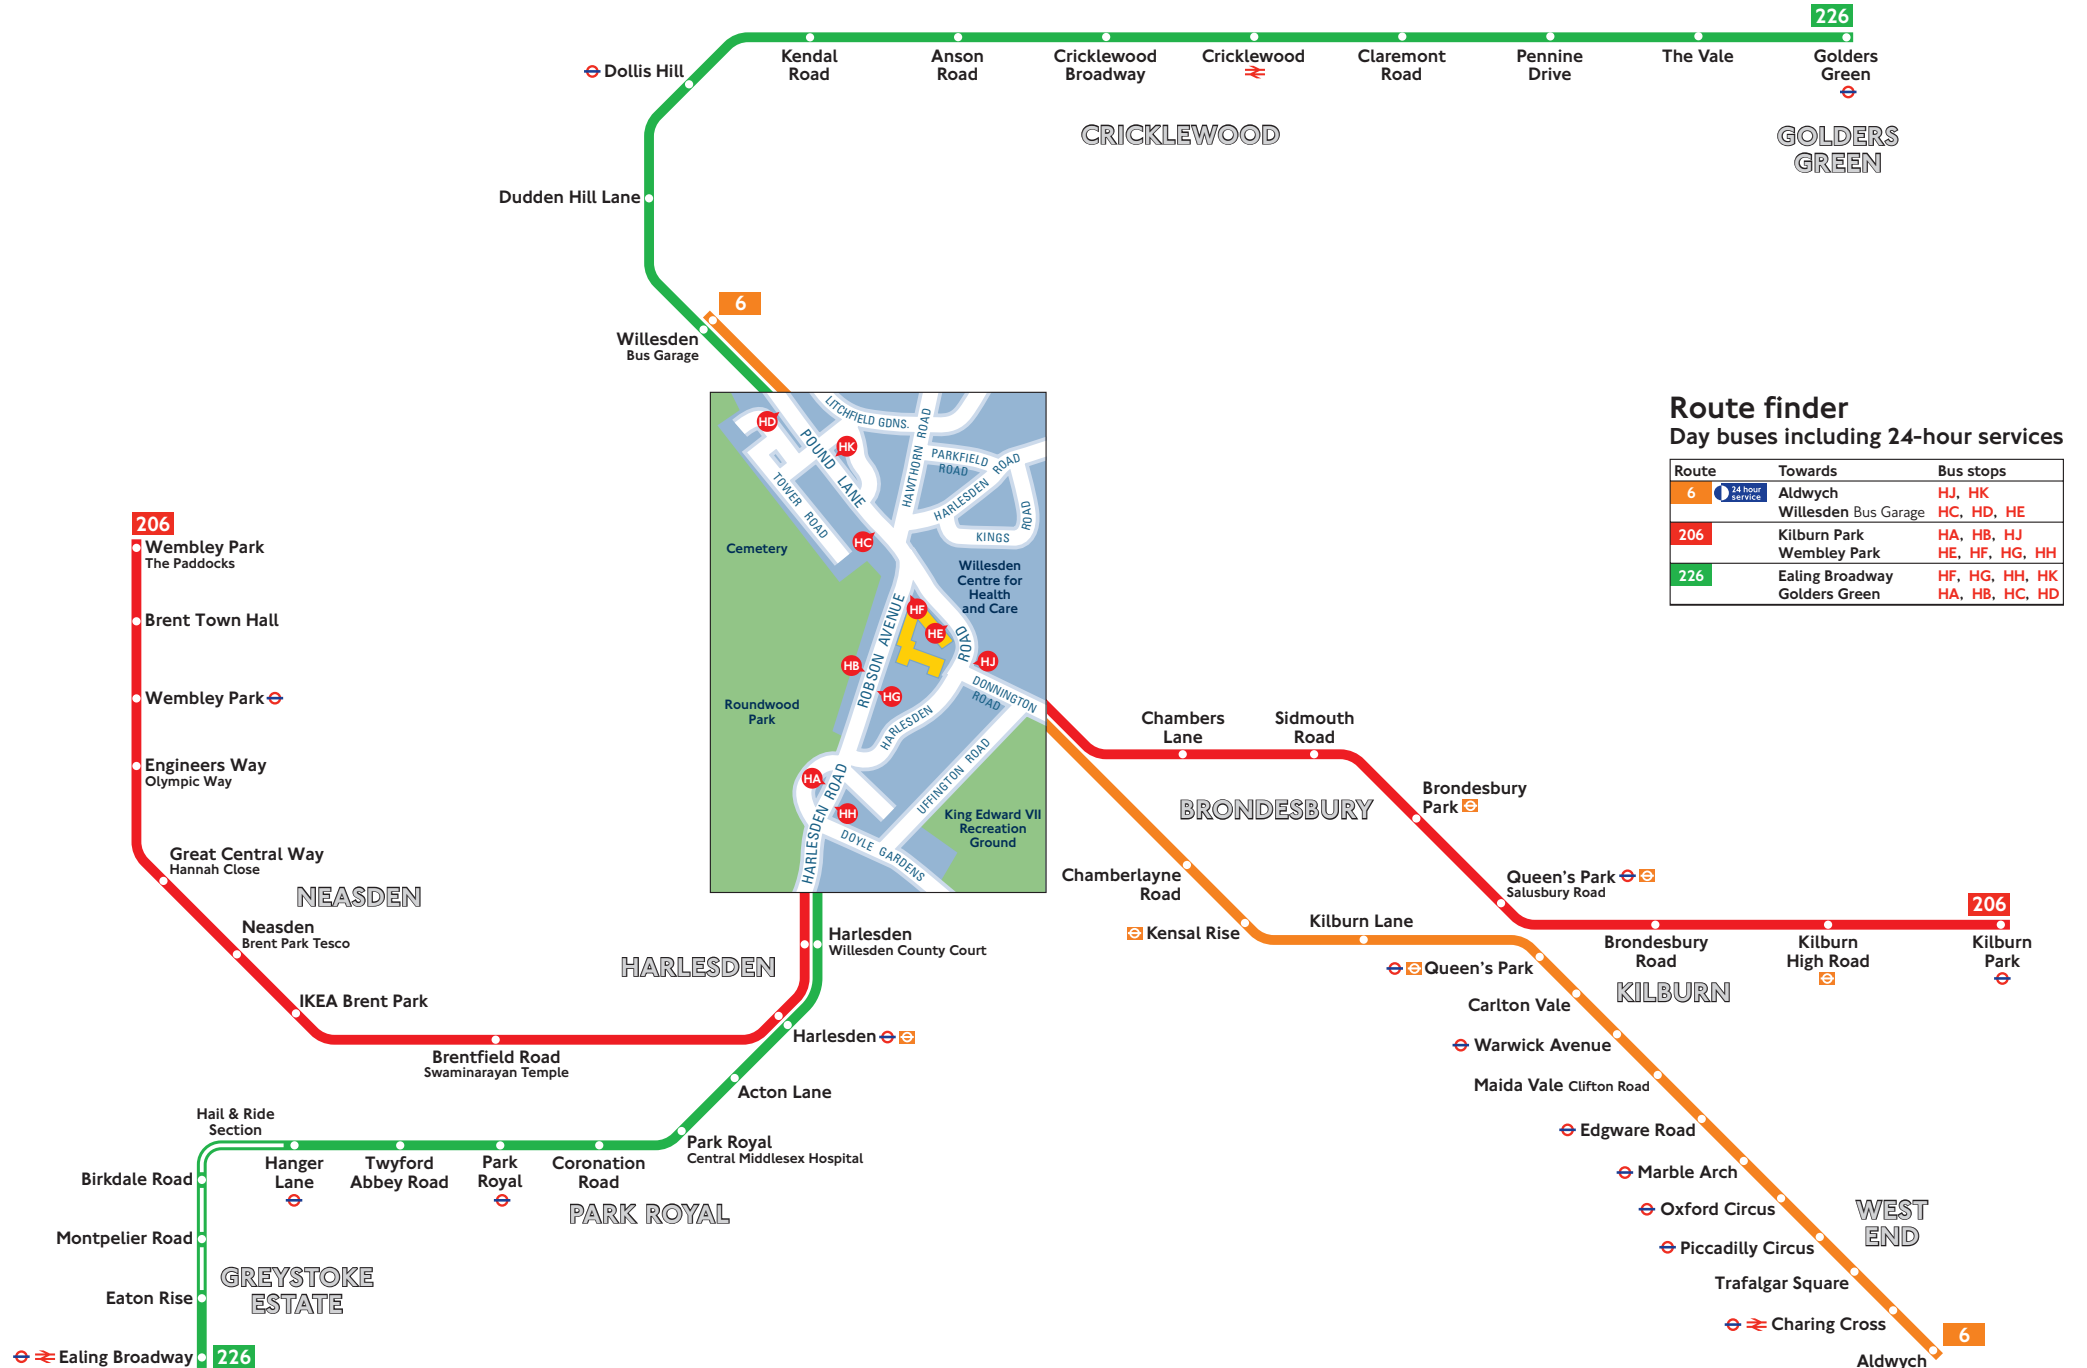 226
Kendal
Road
Anson
Road
Cricklewood
Broadway
Cricklewood
Claremont
Road
Pennine
Drive
The Vale
Golders
Green
Dollis Hill
CRICKLEWOOD
GOLDERS
GREEN
Dudden Hill Lane
6
Willesden
Bus Garage
LITCHFIELD GDNS.
HAWTHORN ROAD
HD
HK
POUND LANE
PARKFIELD
ROAD
HARLESDEN ROAD
TOWER ROAD
KINGS ROAD
HC
Cemetery
Willesden
Centre for
Health
and Care
HF
HE
ROAD
ROBSON AVENUE
HB
HJ
HG
DONNINGTON
ROAD
Roundwood
Park
HARLESDEN
UFFINGTON ROAD
HA
HARLESDEN ROAD
HH
DOYLE GARDENS
King Edward VII
Recreation
Ground
Route finder
Day buses including 24-hour services
Route Towards Bus stops
6 24 hour service Aldwych HJ, HK
Willesden Bus Garage HC, HD, HE
206 Kilburn Park HA, HB, HJ
Wembley Park HE, HF, HG, HH
226 Ealing Broadway HF, HG, HH, HK
Golders Green HA, HB, HC, HD
206
Wembley Park
The Paddocks
Brent Town Hall
Wembley Park
Engineers Way
Olympic Way
Great Central Way
Hannah Close
NEASDEN
Neasden
Brent Park Tesco
IKEA Brent Park
Brentfield Road
Swaminarayan Temple
HARLESDEN
Harlesden
Willesden County Court
Harlesden
Acton Lane
Park Royal
Central Middlesex Hospital
Coronation
Road
Park
Royal
Twyford
Abbey Road
Hanger
Lane
PARK ROYAL
Hail & Ride
Section
Birkdale Road
Montpelier Road
GREYSTOKE
ESTATE
Eaton Rise
Ealing Broadway
226
Chambers
Lane
Sidmouth
Road
BRONDESBURY
Brondesbury
Park
Queen's Park
Salusbury Road
206
Brondesbury
Road
Kilburn
High Road
Kilburn
Park
KILBURN
Chamberlayne
Road
Kensal Rise
Kilburn Lane
Queen's Park
Carlton Vale
Warwick Avenue
Maida Vale Clifton Road
Edgware Road
Marble Arch
Oxford Circus
WEST
END
Piccadilly Circus
Trafalgar Square
Charing Cross
6
Aldwych